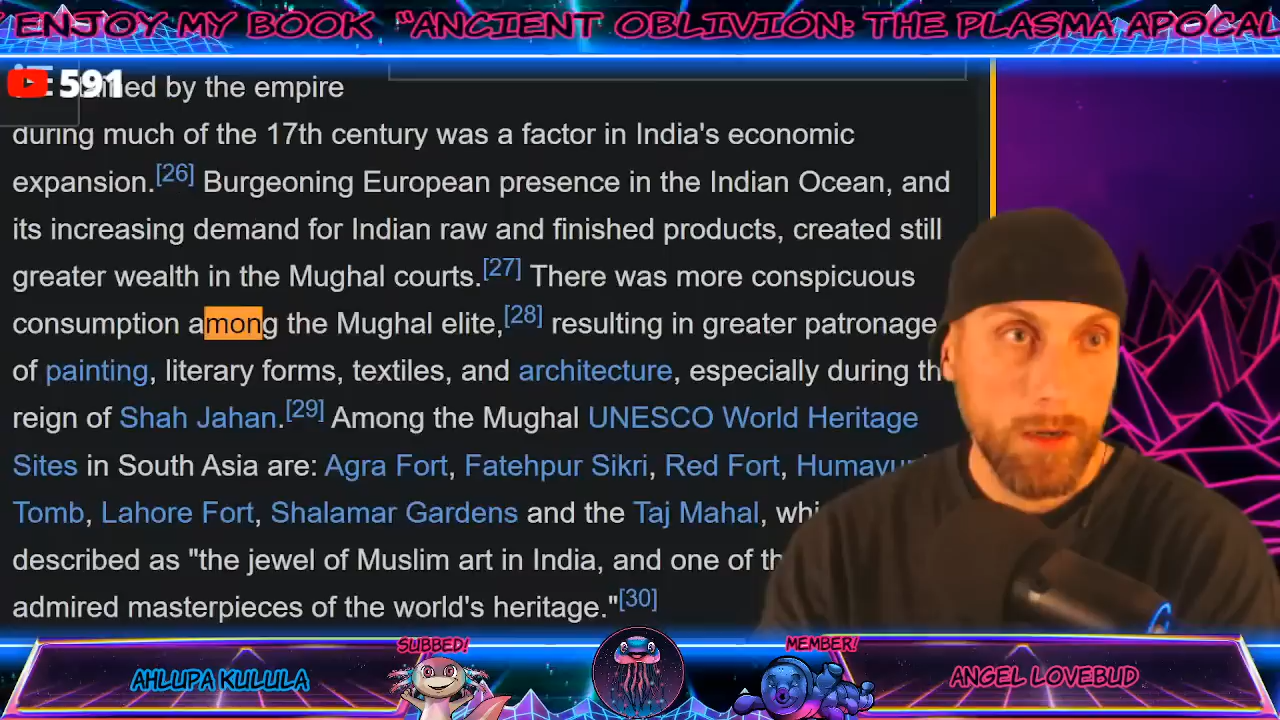 ENJOY MY BOOK “ANCIENT OBLIVION: THE PLASMA APOCAL
591
by the empire
during much of the 17th century was a factor in India's economic
expansion.[26] Burgeoning European presence in the Indian Ocean, and
its increasing demand for Indian raw and finished products, created still
greater wealth in the Mughal courts.[27] There was more conspicuous
consumption among the Mughal elite,[28] resulting in greater patronage
of painting, literary forms, textiles, and architecture, especially during th
reign of Shah Jahan.[29] Among the Mughal UNESCO World Heritage
Sites in South Asia are: Agra Fort, Fatehpur Sikri, Red Fort, Humayu
Tomb, Lahore Fort, Shalamar Gardens and the Taj Mahal, whi
described as "the jewel of Muslim art in India, and one of th
admired masterpieces of the world's heritage."[30]
SUBBED!
MEMBER!
AHLUPA KULULA
ANGEL LOVEBUD